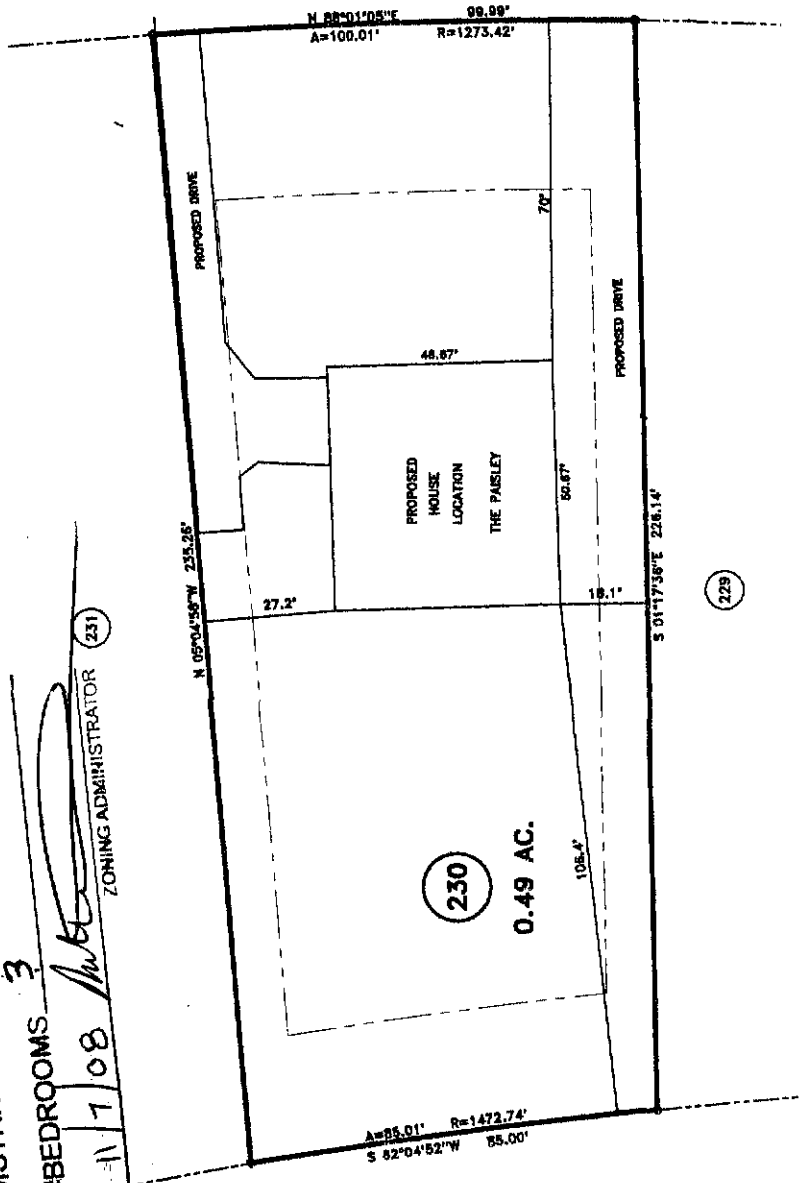 N 88°01'05"E 99.99'
A=100.01' R=1273.42'
PROPOSED DRIVE
70'
PROPOSED DRIVE
46.67'
PROPOSED
HOUSE
LOCATION
THE PAISLEY
50.67'
N 05°04'58"W 235.26'
27.2'
18.1'
S 01°17'36"E 226.14'
229
231
ZONING ADMINISTRATOR
#BEDROOMS 3
11/7/08
230
0.49 AC.
106.4'
A=85.01' R=1472.74'
S 82°04'52"W 85.00'